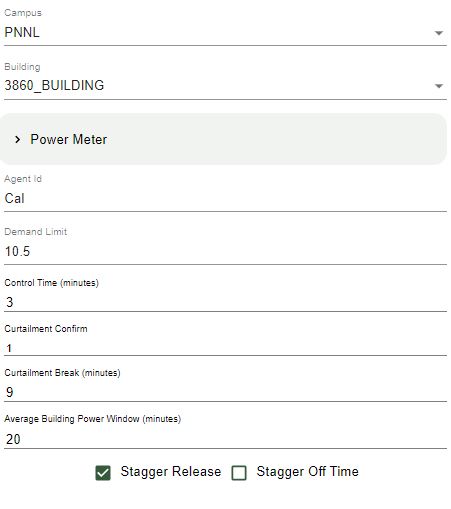 Campus
PNNL
Building
3860_BUILDING
Power Meter
Agent Id
Cal
Demand Limit
10.5
Control Time (minutes)
3
Curtailment Confirm
1
Curtailment Break (minutes)
9
Average Building Power Window (minutes)
20
Stagger Release Stagger Off Time